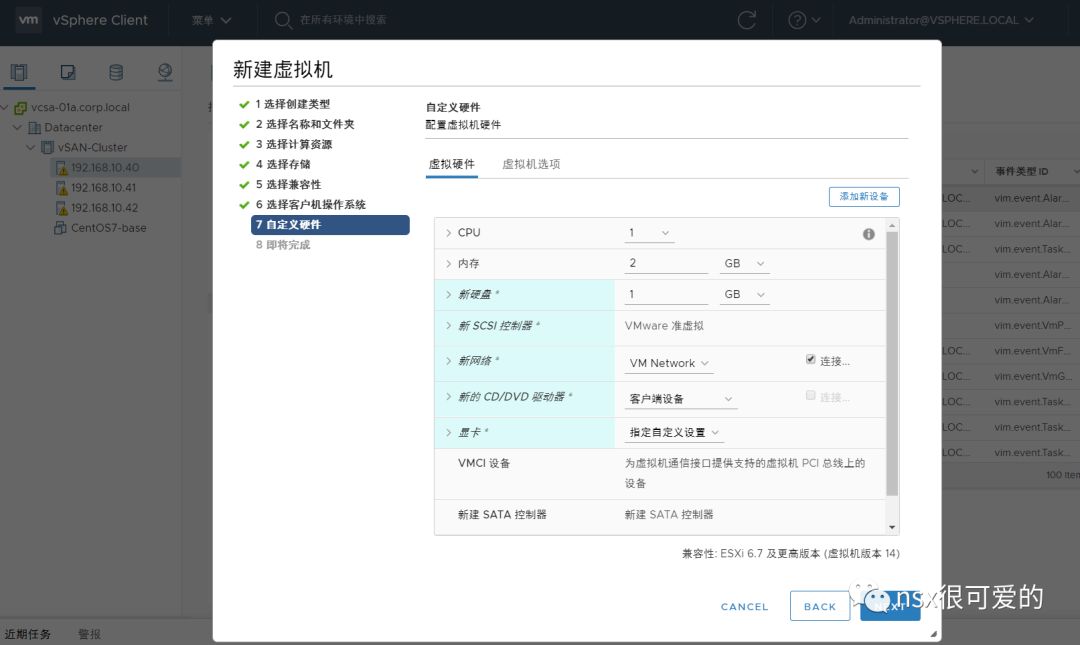 vm vSphere Client 菜单 在所有环境中搜索 Administrator@VSPHERE.LOCAL
vcsa-01a.corp.local
Datacenter
vSAN-Cluster
192.168.10.40
192.168.10.41
192.168.10.42
CentOS7-base
新建虚拟机
1 选择创建类型
2 选择名称和文件夹
3 选择计算资源
4 选择存储
5 选择兼容性
6 选择客户机操作系统
7 自定义硬件
8 即将完成
自定义硬件
配置虚拟机硬件
虚拟硬件 虚拟机选项
添加新设备
CPU 1
内存 2 GB
新硬盘 * 1 GB
新 SCSI 控制器 * VMware 准虚拟
新网络 * VM Network 连接...
新的 CD/DVD 驱动器 * 客户端设备 连接...
显卡 * 指定自定义设置
VMCI 设备 为虚拟机通信接口提供支持的虚拟机 PCI 总线上的
设备
新建 SATA 控制器 新建 SATA 控制器
兼容性: ESXi 6.7 及更高版本 (虚拟机版本 14)
CANCEL BACK NEXT
事件类型 ID
LOC... vim.event.Alar...
LOC... vim.event.Alar...
LOC... vim.event.Task...
vim.event.Alar...
vim.event.Alar...
vim.event.VmP...
LOC... vim.event.VmF...
LOC... vim.event.VmG...
LOC... vim.event.Task...
LOC... vim.event.Task...
LOC... vim.event.Task...
100 Iten
近期任务 警报
nsx很可爱的